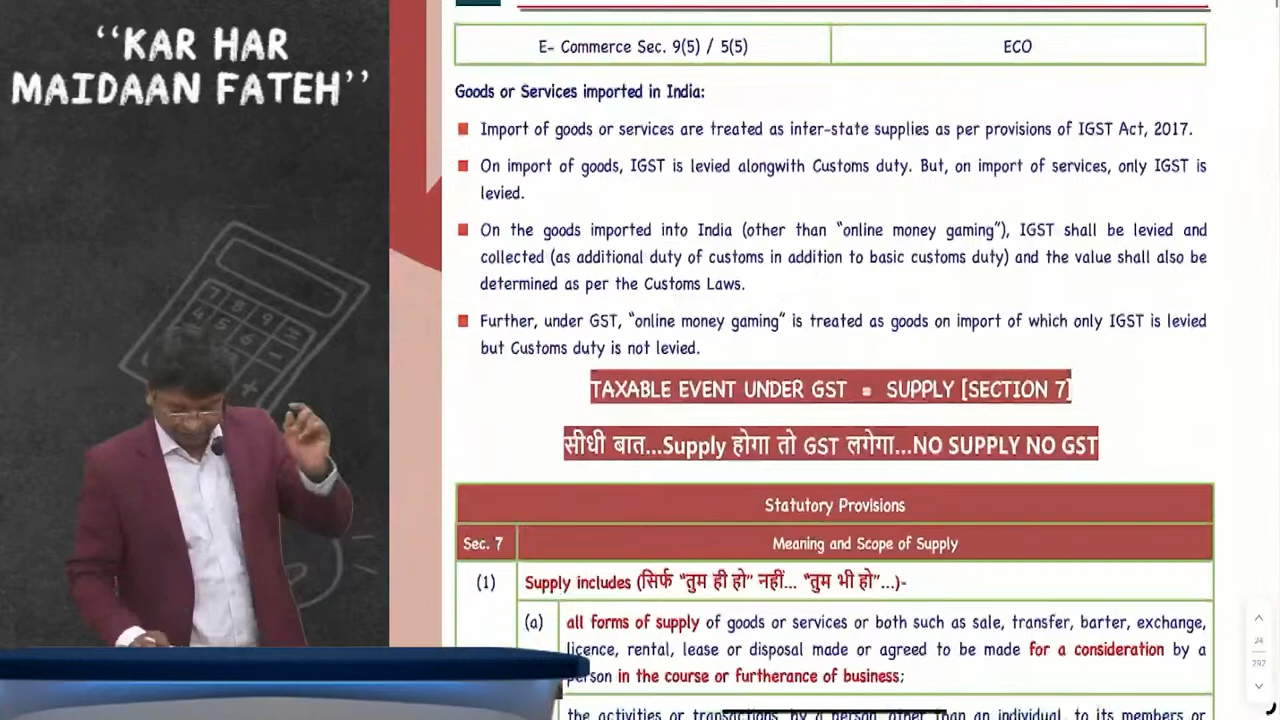 “KAR HAR
MAIDAAN FATEH”
E- Commerce Sec. 9(5) / 5(5)
ECO
Goods or Services imported in India:
Import of goods or services are treated as inter-state supplies as per provisions of IGST Act, 2017.
On import of goods, IGST is levied alongwith Customs duty. But, on import of services, only IGST is
levied.
On the goods imported into India (other than “online money gaming”), IGST shall be levied and
collected (as additional duty of customs in addition to basic customs duty) and the value shall also be
determined as per the Customs Laws.
Further, under GST, “online money gaming” is treated as goods on import of which only IGST is levied
but Customs duty is not levied.
TAXABLE EVENT UNDER GST = SUPPLY [SECTION 7]
सीधी बात...Supply होगा तो GST लगेगा...NO SUPPLY NO GST
Statutory Provisions
Sec. 7
Meaning and Scope of Supply
(1)
Supply includes (सिर्फ “तुम ही हो” नहीं... “तुम भी हो”...)-
(a)
all forms of supply of goods or services or both such as sale, transfer, barter, exchange,
licence, rental, lease or disposal made or agreed to be made for a consideration by a
person in the course or furtherance of business;
the activities or transactions, by a person, other than an individual, to its members or
24
292